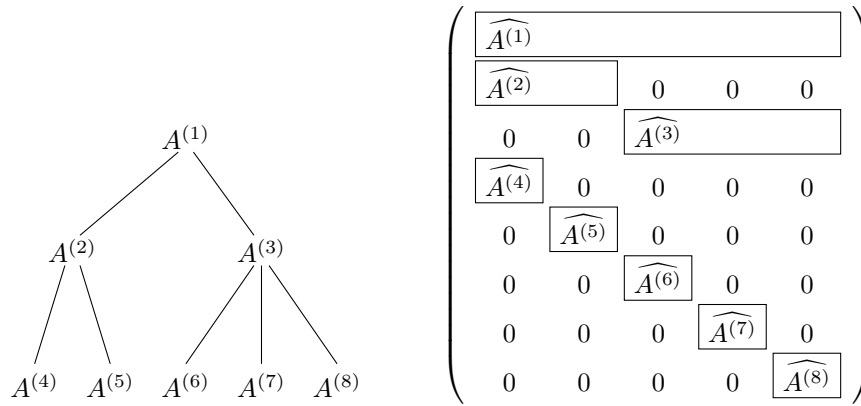 A^{(1)}
A^{(2)} A^{(3)}
A^{(4)} A^{(5)} A^{(6)} A^{(7)} A^{(8)}
\widehat{A^{(1)}}
\widehat{A^{(2)}} 0 0 0
0 0 \widehat{A^{(3)}}
\widehat{A^{(4)}} 0 0 0 0
0 \widehat{A^{(5)}} 0 0 0
0 0 \widehat{A^{(6)}} 0 0
0 0 0 \widehat{A^{(7)}} 0
0 0 0 0 \widehat{A^{(8)}}